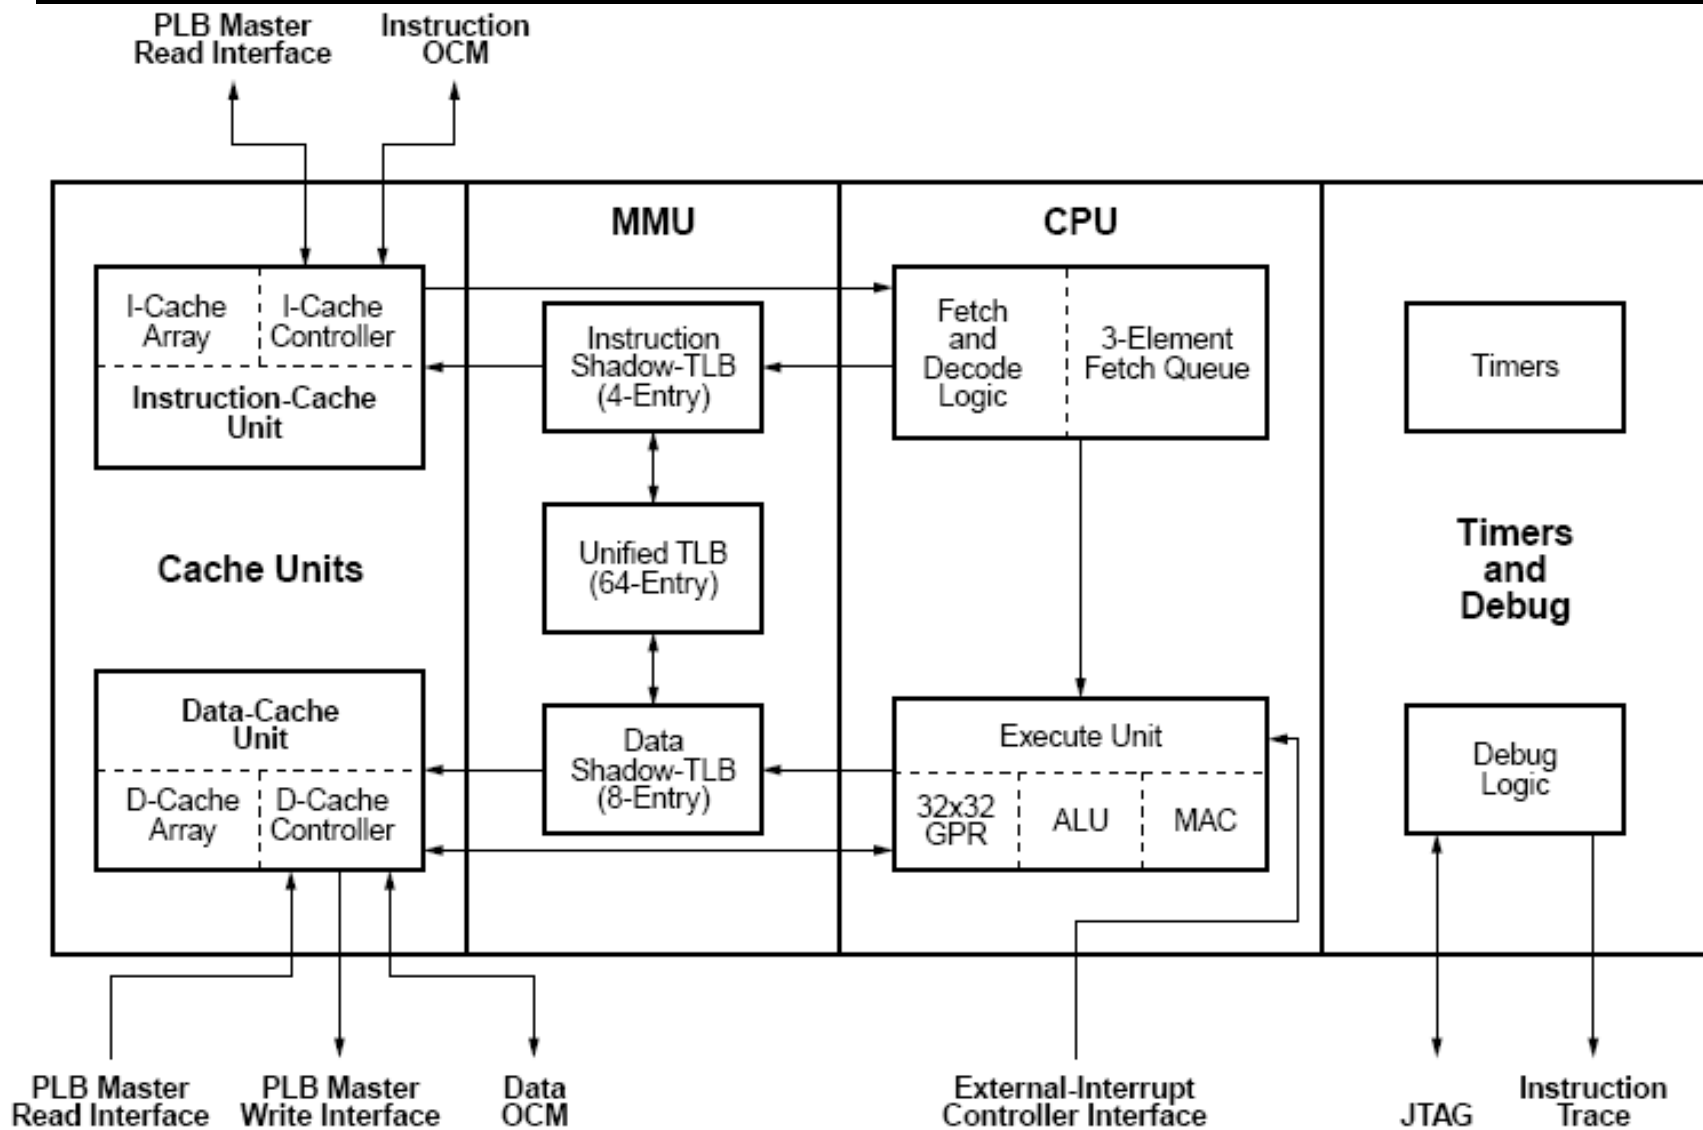 PLB Master
Read Interface
Instruction
OCM
MMU
CPU
I-Cache
Array
I-Cache
Controller
Instruction-Cache
Unit
Instruction
Shadow-TLB
(4-Entry)
Fetch
and
Decode
Logic
3-Element
Fetch Queue
Timers
Cache Units
Unified TLB
(64-Entry)
Timers
and
Debug
Data-Cache
Unit
D-Cache
Array
D-Cache
Controller
Data
Shadow-TLB
(8-Entry)
Execute Unit
32x32
GPR
ALU
MAC
Debug
Logic
PLB Master
Read Interface
PLB Master
Write Interface
Data
OCM
External-Interrupt
Controller Interface
JTAG
Instruction
Trace